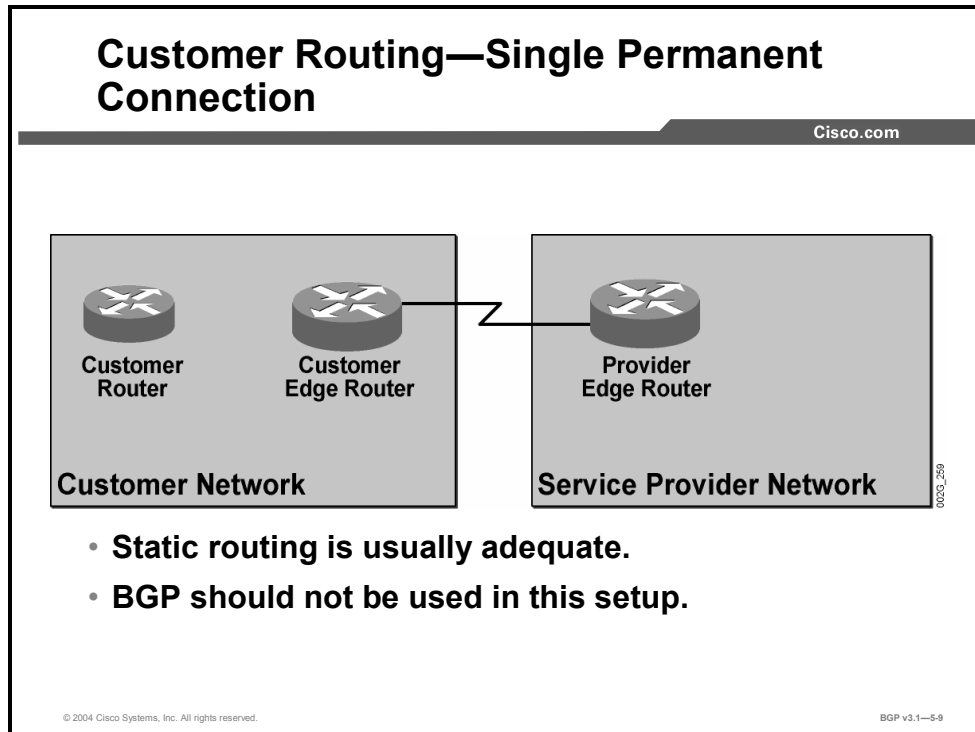 Customer Routing—Single Permanent
Connection
Cisco.com
Customer
Router
Customer
Edge Router
Provider
Edge Router
Customer Network
Service Provider Network
002G_259
• Static routing is usually adequate.
• BGP should not be used in this setup.
© 2004 Cisco Systems, Inc. All rights reserved.
BGP v3.1—5-9